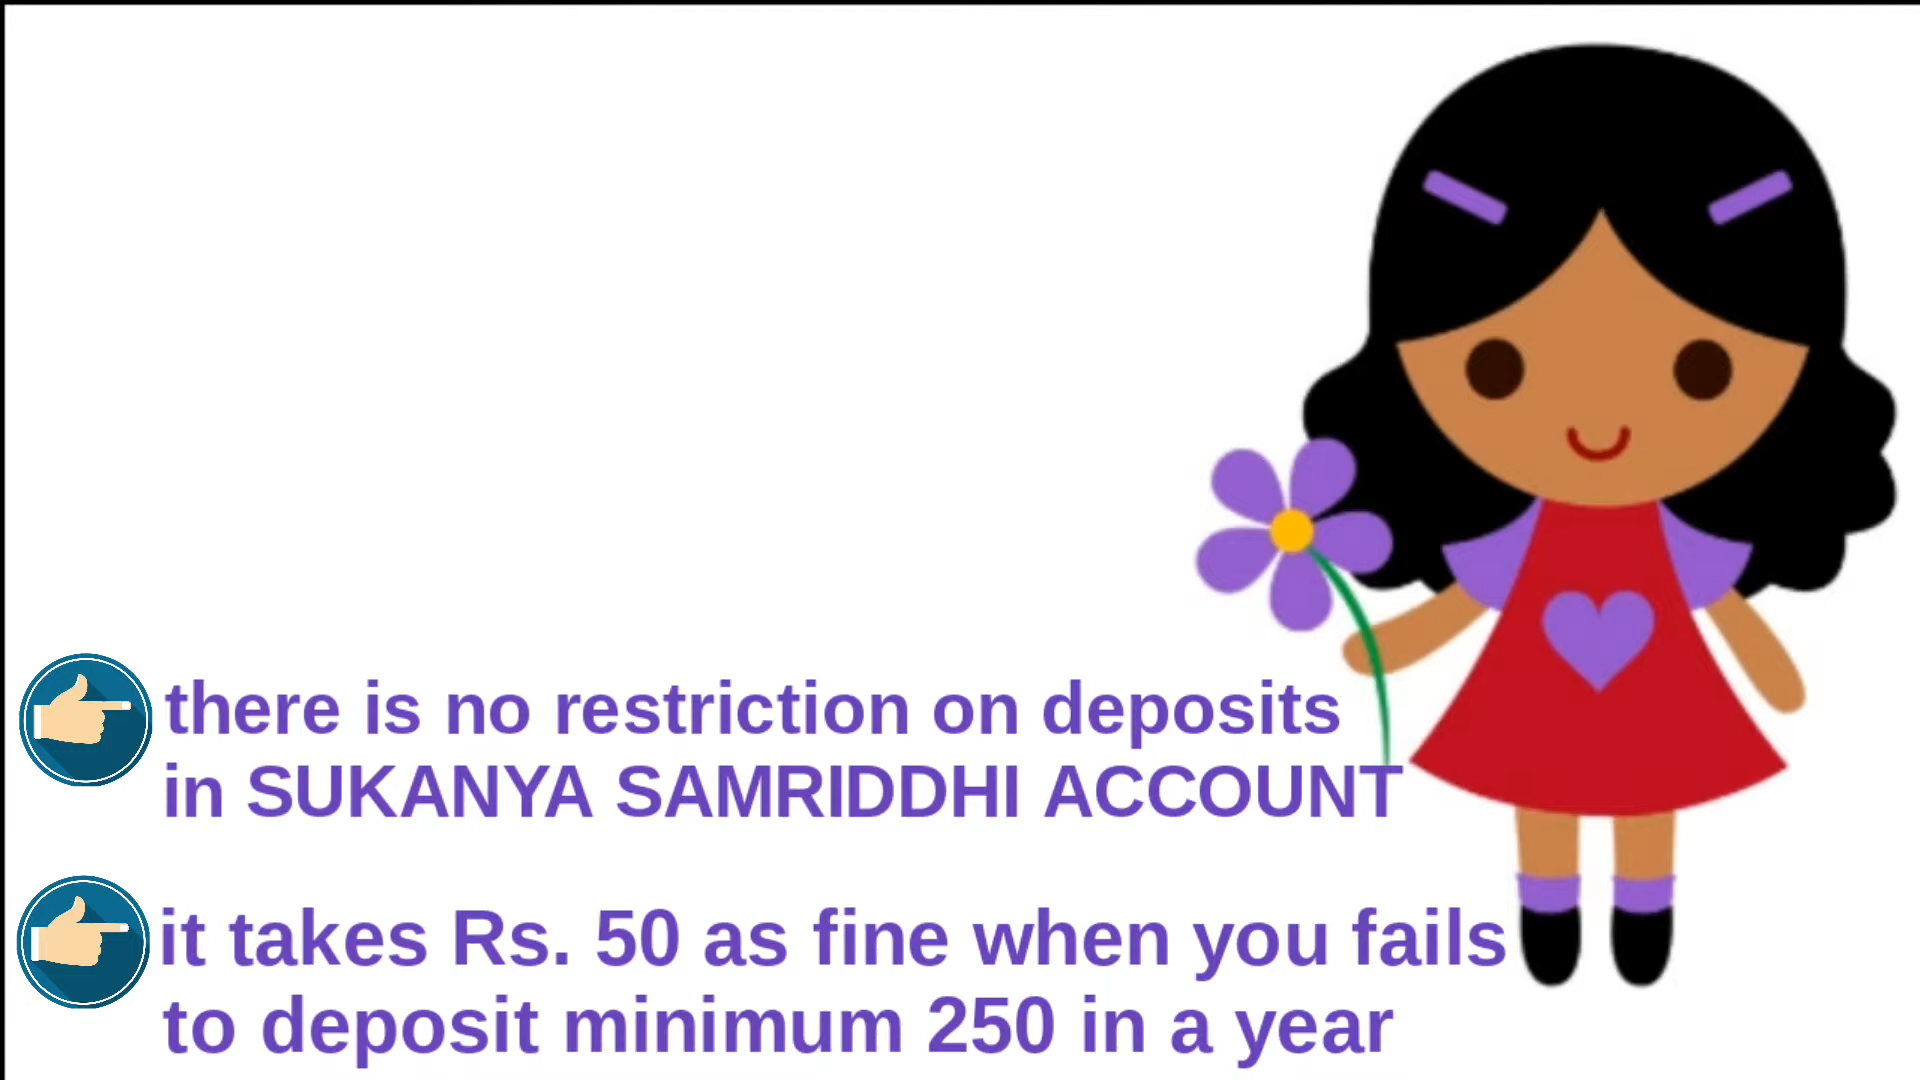 there is no restriction on deposits
in SUKANYA SAMRIDDHI ACCOUNT
it takes Rs. 50 as fine when you fails
to deposit minimum 250 in a year